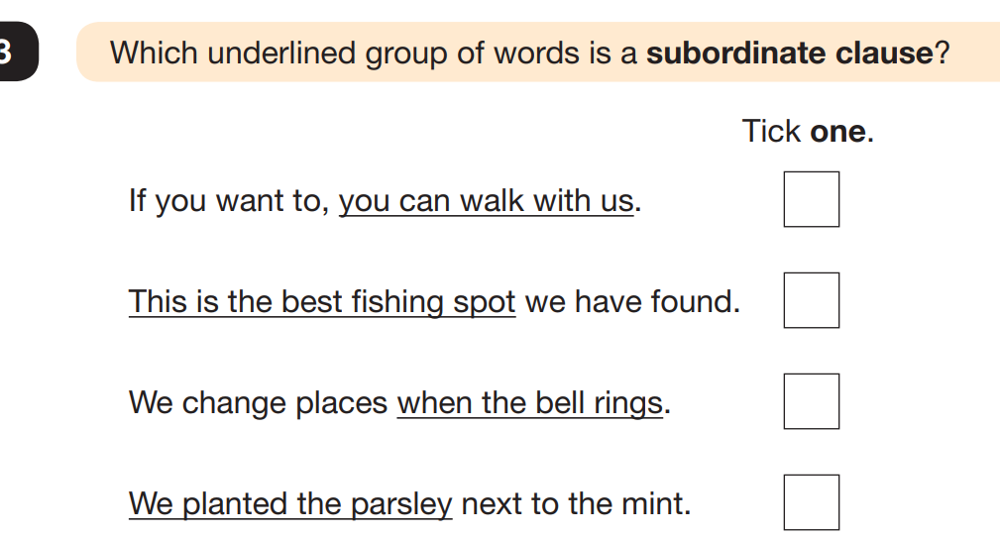 3
Which underlined group of words is a subordinate clause?
Tick one.
If you want to, you can walk with us.
This is the best fishing spot we have found.
We change places when the bell rings.
We planted the parsley next to the mint.